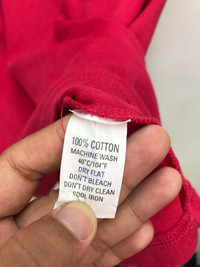 100% COTTON
MACHINE WASH
40°C/104°F
DRY FLAT
DON'T BLEACH
DON'T DRY CLEAN
COOL IRON